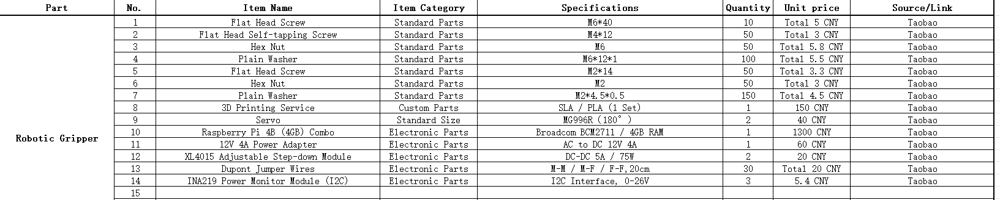 Part No. Item Name Item Category Specifications Quantity Unit price Source/Link
1 Flat Head Screw Standard Parts M6*40 10 Total 5 CNY Taobao
2 Flat Head Self-tapping Screw Standard Parts M4*12 50 Total 3 CNY Taobao
3 Hex Nut Standard Parts M6 50 Total 5.8 CNY Taobao
4 Plain Washer Standard Parts M6*12*1 100 Total 5.5 CNY Taobao
5 Flat Head Screw Standard Parts M2*14 50 Total 3.3 CNY Taobao
6 Hex Nut Standard Parts M2 50 Total 3 CNY Taobao
7 Plain Washer Standard Parts M2*4.5*0.5 150 Total 4.5 CNY Taobao
8 3D Printing Service Custom Parts SLA / PLA (1 Set) 1 150 CNY Taobao
9 Servo Standard Size MG996R (180°) 2 40 CNY Taobao
Robotic Gripper 10 Raspberry Pi 4B (4GB) Combo Electronic Parts Broadcom BCM2711 / 4GB RAM 1 1300 CNY Taobao
11 12V 4A Power Adapter Electronic Parts AC to DC 12V 4A 1 60 CNY Taobao
12 XL4015 Adjustable Step-down Module Electronic Parts DC-DC 5A / 75W 2 20 CNY Taobao
13 Dupont Jumper Wires Electronic Parts M-M / M-F / F-F,20cm 30 Total 20 CNY Taobao
14 INA219 Power Monitor Module (I2C) Electronic Parts I2C Interface, 0-26V 3 5.4 CNY Taobao
15